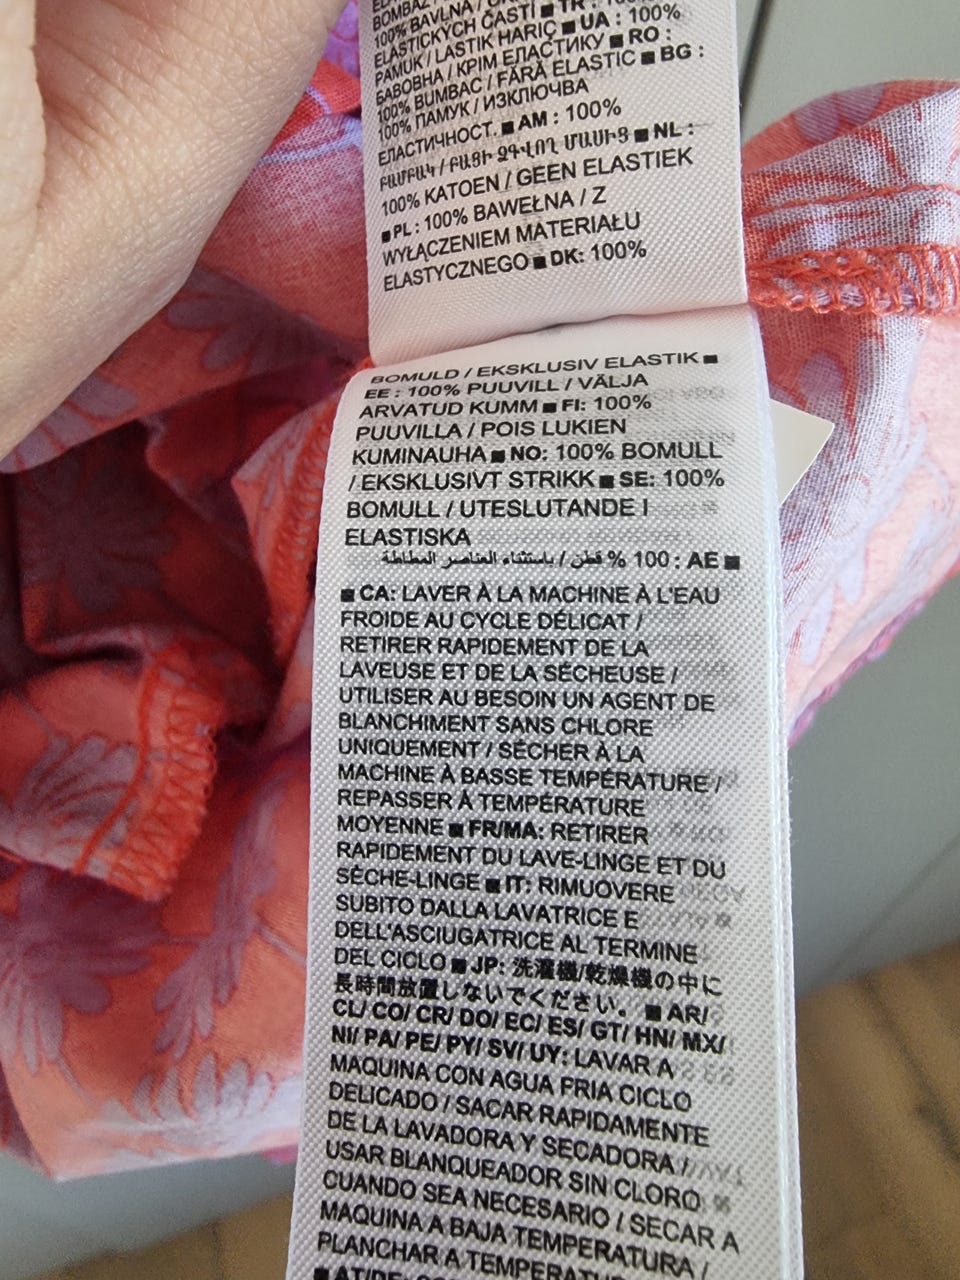 BOMBAŽ
100% BAVLNA /
ELASTICKÝCH ČASTÍ ■ TR : 100%
PAMUK / LASTIK HARIÇ ■ UA : 100%
БАВОВНА / КРІМ ЕЛАСТИКУ ■ RO :
100% BUMBAC / FĂRĂ ELASTIC ■ BG :
100% ПАМУК / ИЗКЛЮЧВА
ЕЛАСТИЧНОСТ. ■ AM : 100%
ԲԱՄԲԱԿ / ԲԱՑԻ ՁԳՎՈՂ ՄԱՍԻՑ ■ NL :
100% KATOEN / GEEN ELASTIEK
■ PL : 100% BAWEŁNA / Z
WYŁĄCZENIEM MATERIAŁU
ELASTYCZNEGO ■ DK: 100%
BOMULD / EKSKLUSIV ELASTIK ■
EE : 100% PUUVILL / VÄLJA
ARVATUD KUMM ■ FI: 100%
PUUVILLA / POIS LUKIEN
KUMINAUHA ■ NO: 100% BOMULL
/ EKSKLUSIVT STRIKK ■ SE: 100%
BOMULL / UTESLUTANDE I
ELASTISKA
■ AE : 100 % قطن / باستثناء العناصر المطاطة
■ CA: LAVER À LA MACHINE À L'EAU
FROIDE AU CYCLE DÉLICAT /
RETIRER RAPIDEMENT DE LA
LAVEUSE ET DE LA SÉCHEUSE /
UTILISER AU BESOIN UN AGENT DE
BLANCHIMENT SANS CHLORE
UNIQUEMENT / SÉCHER À LA
MACHINE À BASSE TEMPÉRATURE /
REPASSER À TEMPÉRATURE
MOYENNE ■ FR/MA: RETIRER
RAPIDEMENT DU LAVE-LINGE ET DU
SÈCHE-LINGE ■ IT: RIMUOVERE
SUBITO DALLA LAVATRICE E
DELL'ASCIUGATRICE AL TERMINE
DEL CICLO ■ JP: 洗濯機/乾燥機の中に
長時間放置しないでください。 ■ AR/
CL/ CO/ CR/ DO/ EC/ ES/ GT/ HN/ MX/
NI/ PA/ PE/ PY/ SV/ UY: LAVAR A
MAQUINA CON AGUA FRIA CICLO
DELICADO / SACAR RAPIDAMENTE
DE LA LAVADORA Y SECADORA /
USAR BLANQUEADOR SIN CLORO
CUANDO SEA NECESARIO / SECAR A
MAQUINA A BAJA TEMPERATURA /
PLANCHAR A TEMPERATURA
■ AT/DE: